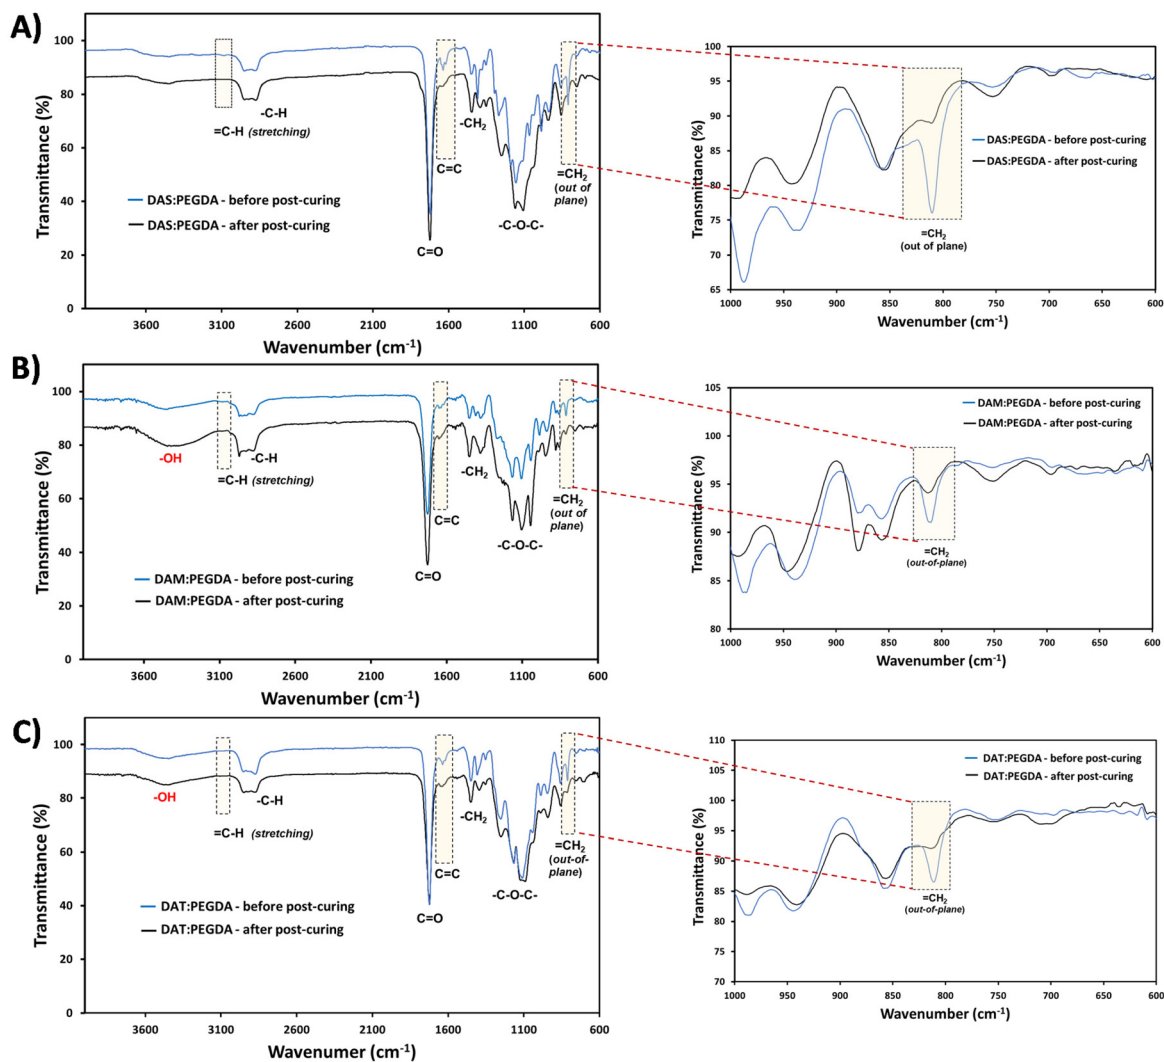 A)
100
80
60
40
20
0
Transmittance (%)
-C-H
=C-H (stretching)
-CH2
C=C
=CH2
(out of
plane)
DAS:PEGDA - before post-curing
DAS:PEGDA - after post-curing
-C-O-C-
C=O
3600 3100 2600 2100 1600 1100 600
Wavenumber (cm-1)
100
95
90
85
80
75
70
65
Transmittance (%)
DAS:PEGDA - before post-curing
DAS:PEGDA - after post-curing
=CH2
(out of plane)
1000 950 900 850 800 750 700 650 600
Wavenumber (cm-1)
B)
100
80
60
40
20
0
Transmittance (%)
-OH
-C-H
=C-H (stretching)
-CH2
C=C
=CH2
(out of
plane)
-C-O-C-
C=O
DAM:PEGDA - before post-curing
DAM:PEGDA - after post-curing
3600 3100 2600 2100 1600 1100 600
Wavenumber (cm-1)
105
100
95
90
85
80
Transmittance (%)
DAM:PEGDA - before post-curing
DAM:PEGDA - after post-curing
=CH2
(out-of-plane)
1000 950 900 850 800 750 700 650 600
Wavenumber (cm-1)
C)
100
80
60
40
20
0
Transmittance (%)
-OH
-C-H
=C-H (stretching)
-CH2
C=C
=CH2
(out-of-
plane)
-C-O-C-
C=O
DAT:PEGDA - before post-curing
DAT:PEGDA - after post-curing
3600 3100 2600 2100 1600 1100 600
Wavenumer (cm-1)
110
105
100
95
90
85
80
75
70
Transmittance (%)
DAT:PEGDA - before post-curing
DAT:PEGDA - after post-curing
=CH2
(out-of-plane)
1000 950 900 850 800 750 700 650 600
Wavenumber (cm-1)